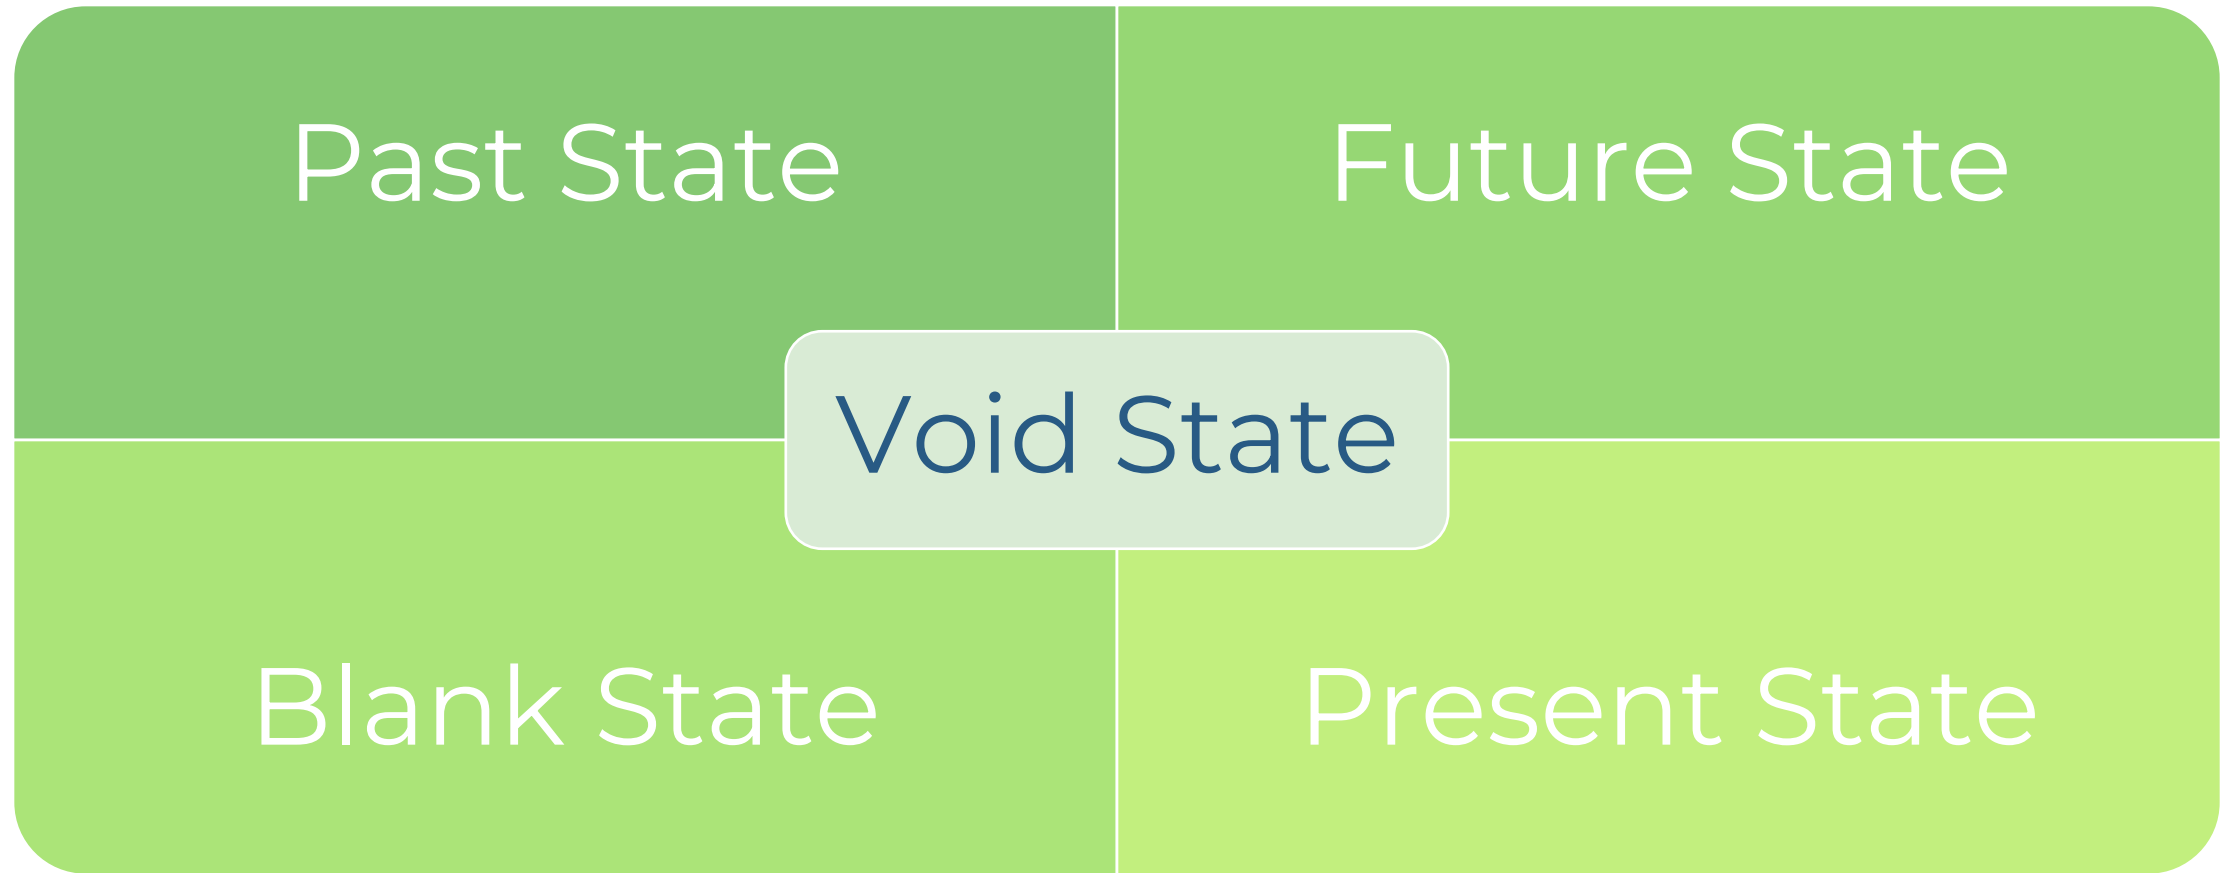 Past State
Future State
Void State
Blank State
Present State